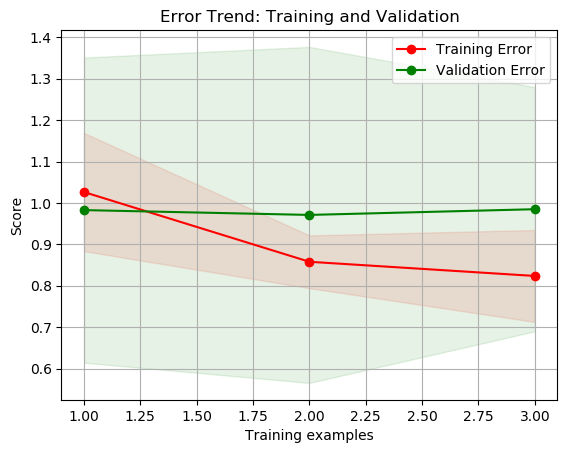 Error Trend: Training and Validation
Training Error
Validation Error
Score
1.4
1.3
1.2
1.1
1.0
0.9
0.8
0.7
0.6
1.00 1.25 1.50 1.75 2.00 2.25 2.50 2.75 3.00
Training examples